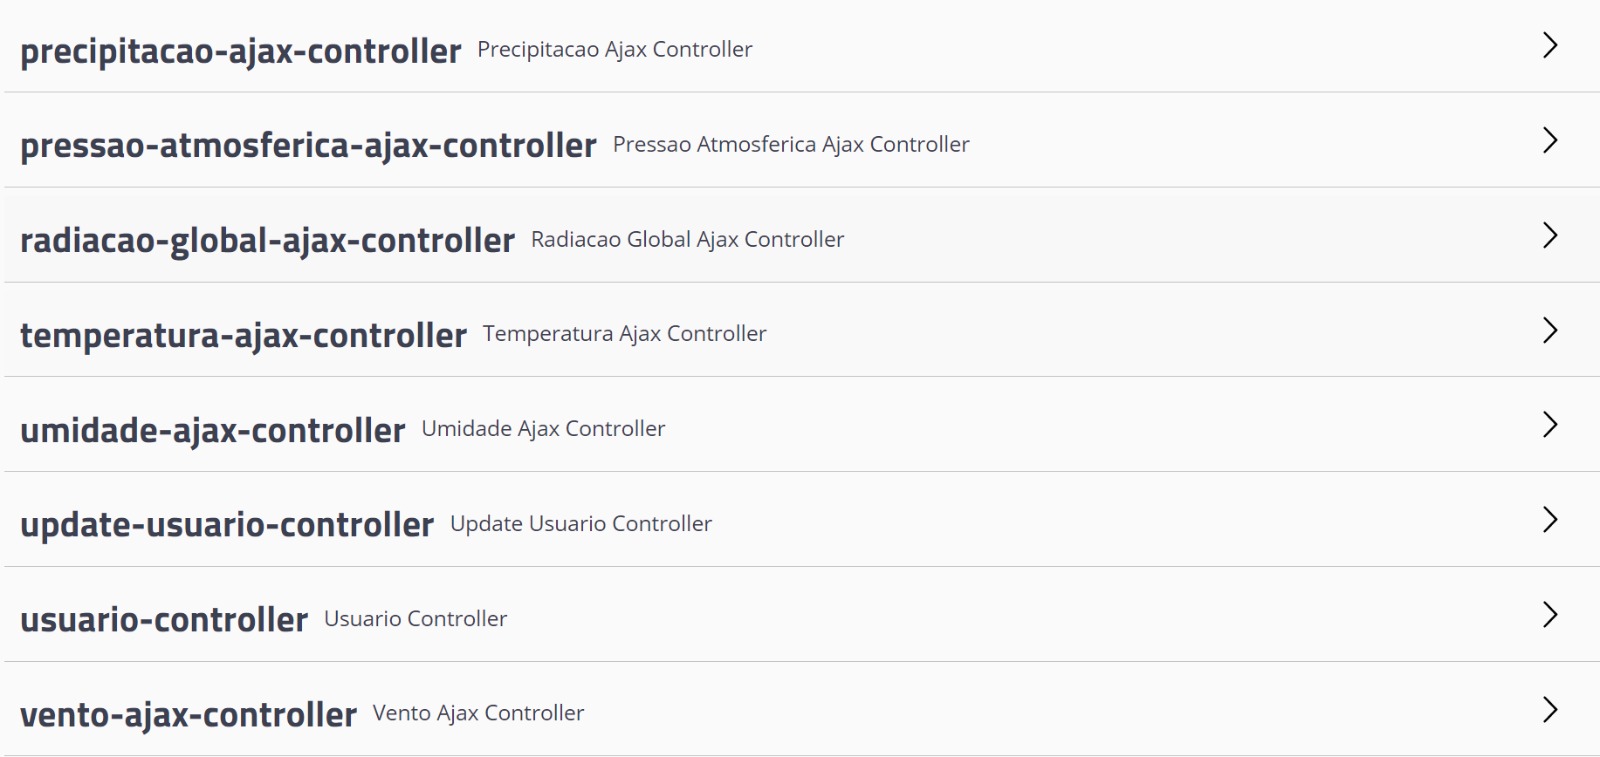 precipitacao-ajax-controller Precipitacao Ajax Controller
pressao-atmosferica-ajax-controller Pressao Atmosferica Ajax Controller
radiacao-global-ajax-controller Radiacao Global Ajax Controller
temperatura-ajax-controller Temperatura Ajax Controller
umidade-ajax-controller Umidade Ajax Controller
update-usuario-controller Update Usuario Controller
usuario-controller Usuario Controller
vento-ajax-controller Vento Ajax Controller